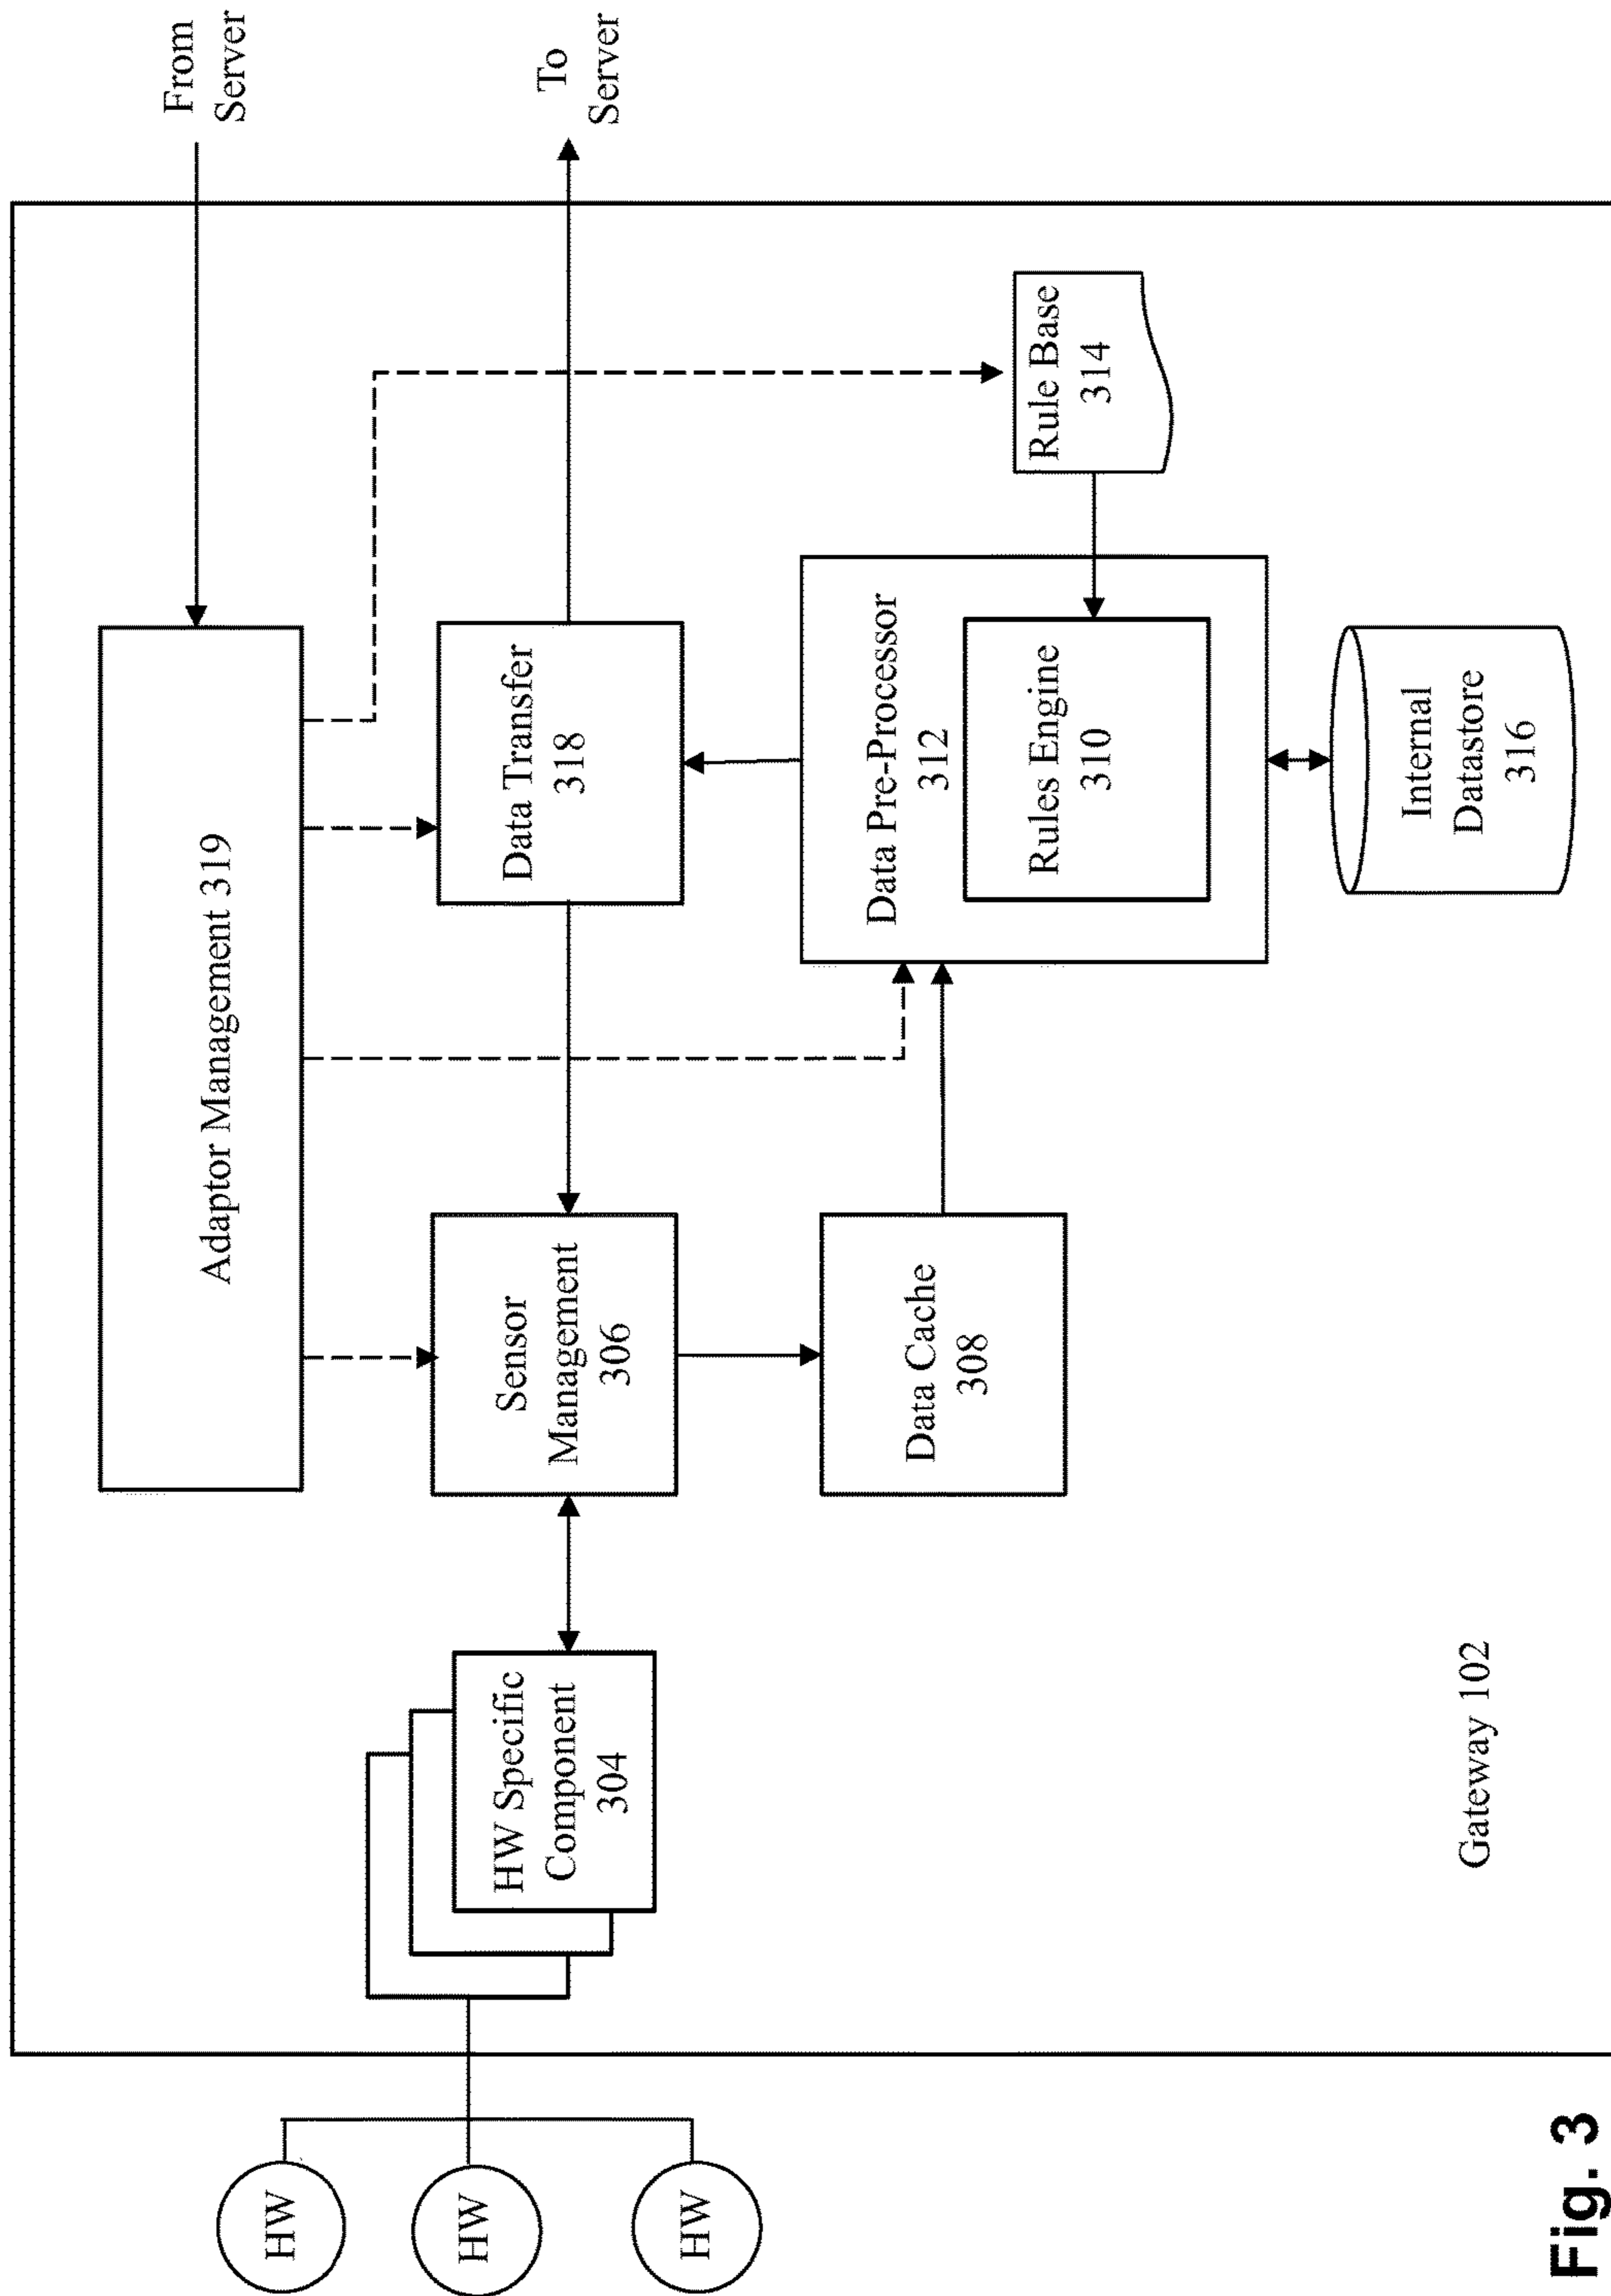 From
Server
Adaptor Management 319
To
Server
HW
HW
HW
HW Specific
Component
304
Sensor
Management
306
Data Transfer
318
Data Cache
308
Data Pre-Processor
312
Rules Engine
310
Rule Base
314
Internal
Datastore
316
Gateway 102
Fig. 3